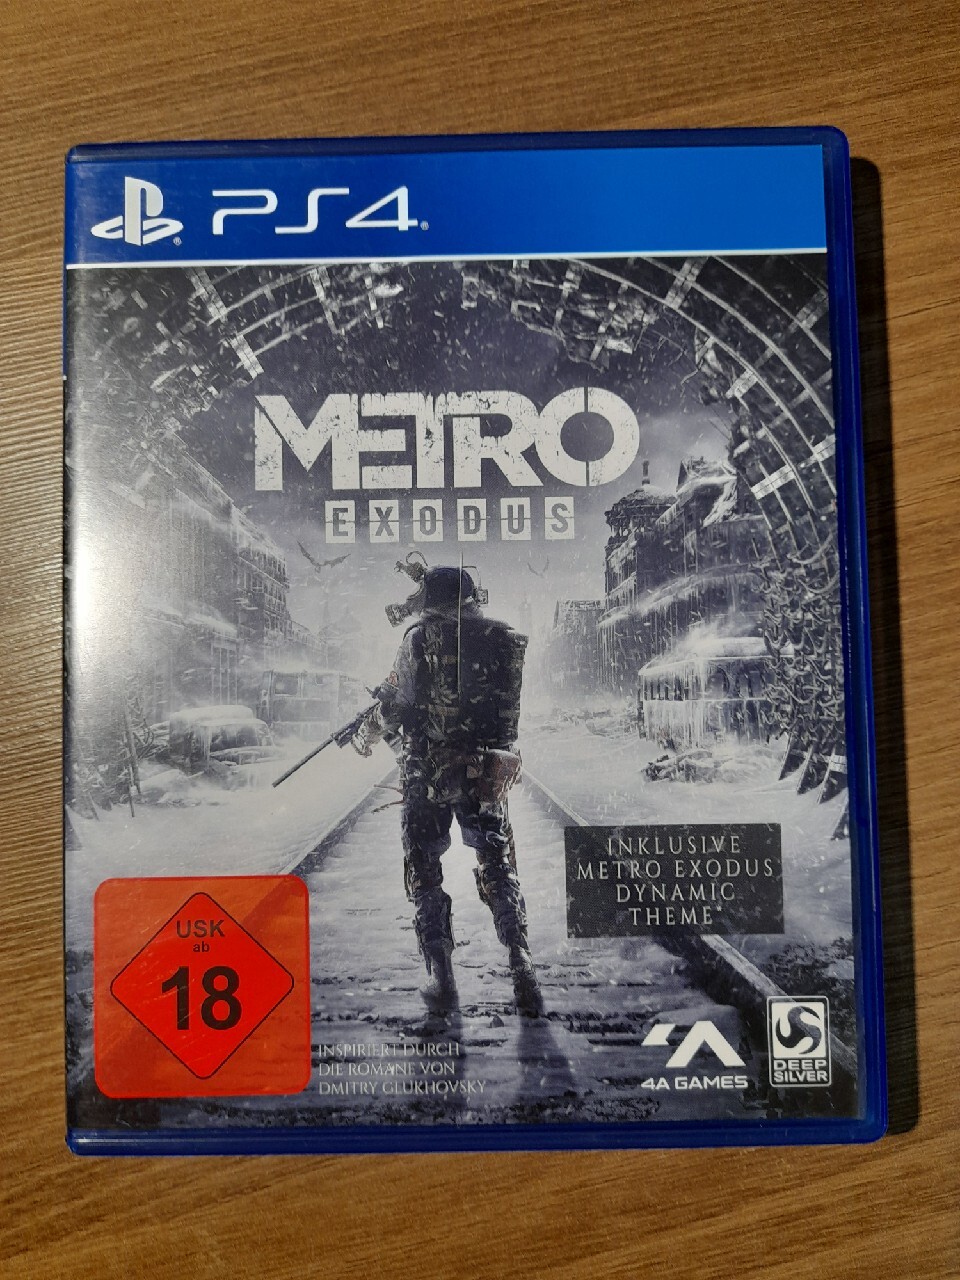 PS4
METRO
EXODUS
INKLUSIVE
METRO EXODUS
DYNAMIC
THEME*
USK
ab
18
INSPIRIERT DURCH
DIE ROMANE VON
DMITRY GLUKHOVSKY
4A GAMES
DEEP
SILVER